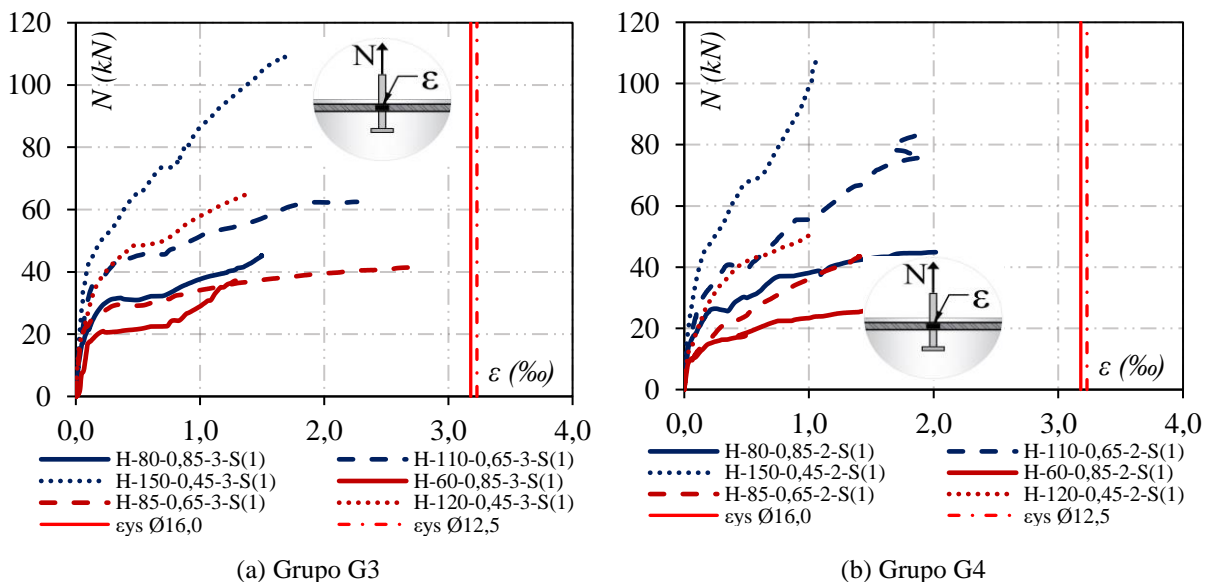 N (kN)
120
100
80
60
40
20
0
0,0 1,0 2,0 3,0 4,0
ε (‰)
N
ε
H-80-0,85-3-S(1)
H-110-0,65-3-S(1)
H-150-0,45-3-S(1)
H-60-0,85-3-S(1)
H-85-0,65-3-S(1)
H-120-0,45-3-S(1)
εys Ø16,0
εys Ø12,5
(a) Grupo G3
N (kN)
120
100
80
60
40
20
0
0,0 1,0 2,0 3,0 4,0
ε (‰)
N
ε
H-80-0,85-2-S(1)
H-110-0,65-2-S(1)
H-150-0,45-2-S(1)
H-60-0,85-2-S(1)
H-85-0,65-2-S(1)
H-120-0,45-2-S(1)
εys Ø16,0
εys Ø12,5
(b) Grupo G4